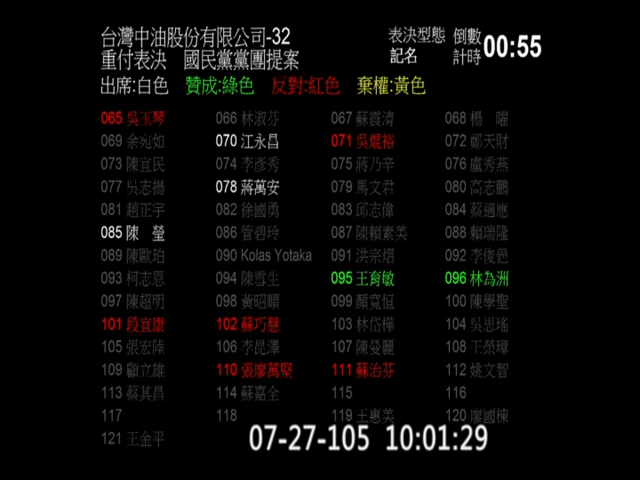 台灣中油股份有限公司-32
重付表決 國民黨黨團提案
表決型態 記名
倒數計時 00:55
出席:白色 贊成:綠色 反對:紅色 棄權:黃色
065 吳玉琴 066 林淑芬 067 蘇震清 068 楊 曜
069 余宛如 070 江永昌 071 吳焜裕 072 鄭天財
073 陳宜民 074 李彥秀 075 蔣乃辛 076 盧秀燕
077 吳志揚 078 蔣萬安 079 馬文君 080 高志鵬
081 趙正宇 082 徐國勇 083 邱志偉 084 蔡適應
085 陳 瑩 086 管碧玲 087 陳賴素美 088 賴瑞隆
089 陳歐珀 090 Kolas Yotaka 091 洪宗熠 092 李俊俋
093 柯志恩 094 陳雪生 095 王育敏 096 林為洲
097 陳超明 098 黃昭順 099 顏寬恒 100 陳學聖
101 段宜康 102 蘇巧慧 103 林岱樺 104 吳思瑤
105 張宏陸 106 李昆澤 107 陳曼麗 108 王榮璋
109 顧立雄 110 張廖萬堅 111 蘇治芬 112 姚文智
113 蔡其昌 114 蘇嘉全 115 116
117 118 119 王惠美 120 廖國棟
121 王金平
07-27-105 10:01:29